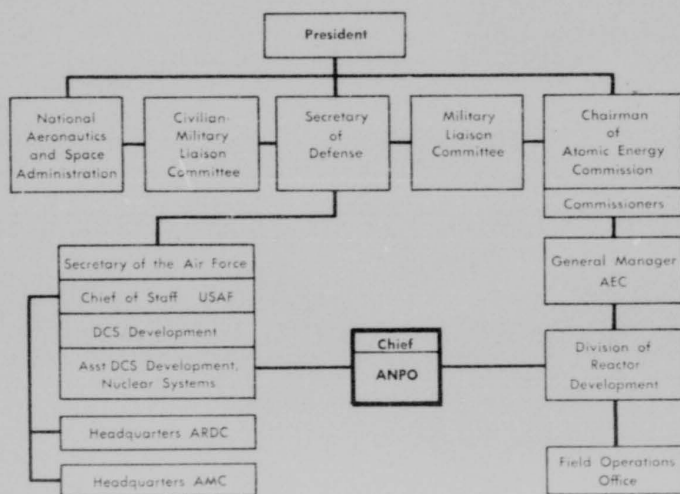 President
National
Aeronautics
and Space
Administration
Civilian-
Military
Liaison
Committee
Secretary
of
Defense
Military
Liaison
Committee
Chairman
of
Atomic Energy
Commission
Commissioners
Secretary of the Air Force
Chief of Staff USAF
DCS Development
Asst DCS Development,
Nuclear Systems
Headquarters ARDC
Headquarters AMC
Chief
ANPO
General Manager
AEC
Division of
Reactor
Development
Field Operations
Office